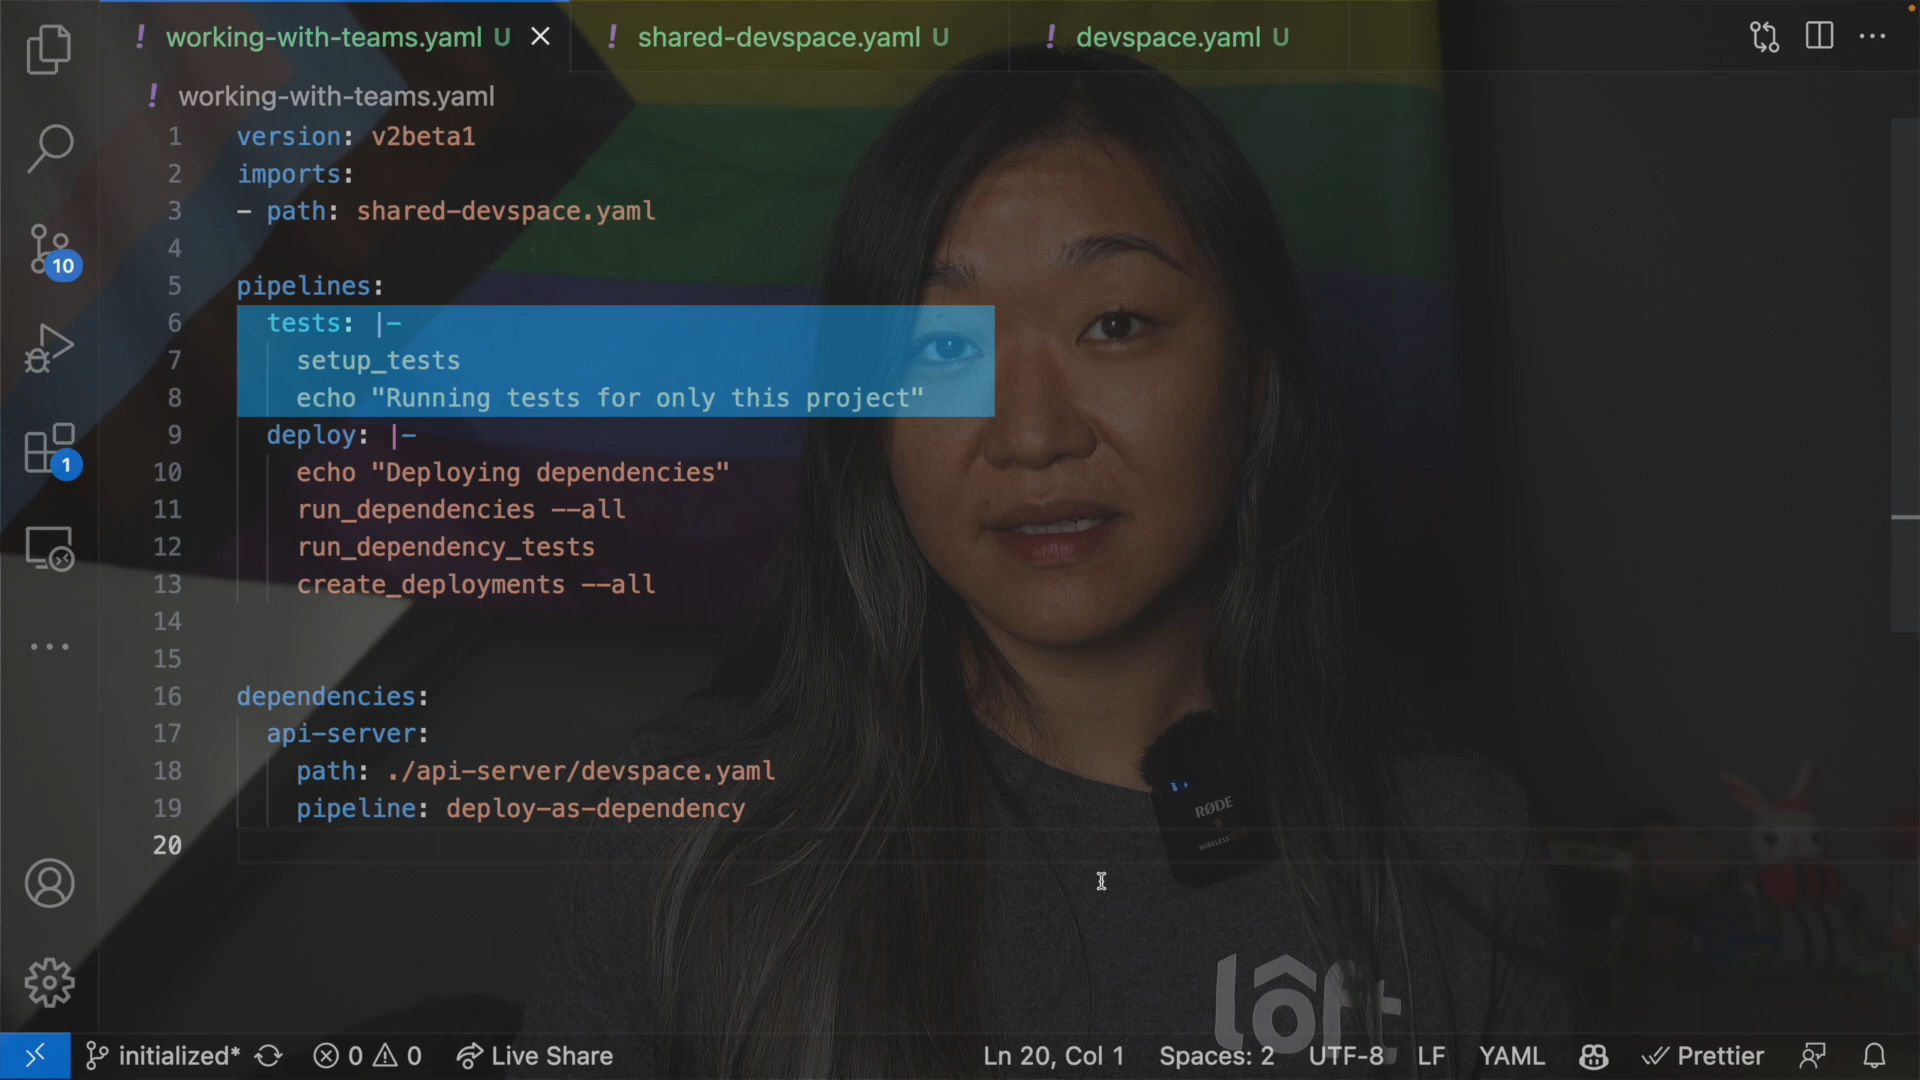 ! working-with-teams.yaml U
! shared-devspace.yaml U
! devspace.yaml U
! working-with-teams.yaml
1 version: v2beta1
2 imports:
3 - path: shared-devspace.yaml
4
5 pipelines:
6 tests: |-
7 setup_tests
8 echo "Running tests for only this project"
9 deploy: |-
10 echo "Deploying dependencies"
11 run_dependencies --all
12 run_dependency_tests
13 create_deployments --all
14
15
16 dependencies:
17 api-server:
18 path: ./api-server/devspace.yaml
19 pipeline: deploy-as-dependency
20
10
1
RØDE
WIRELESS
loft
initialized* 0 0 Live Share Ln 20, Col 1 Spaces: 2 UTF-8 LF YAML Prettier